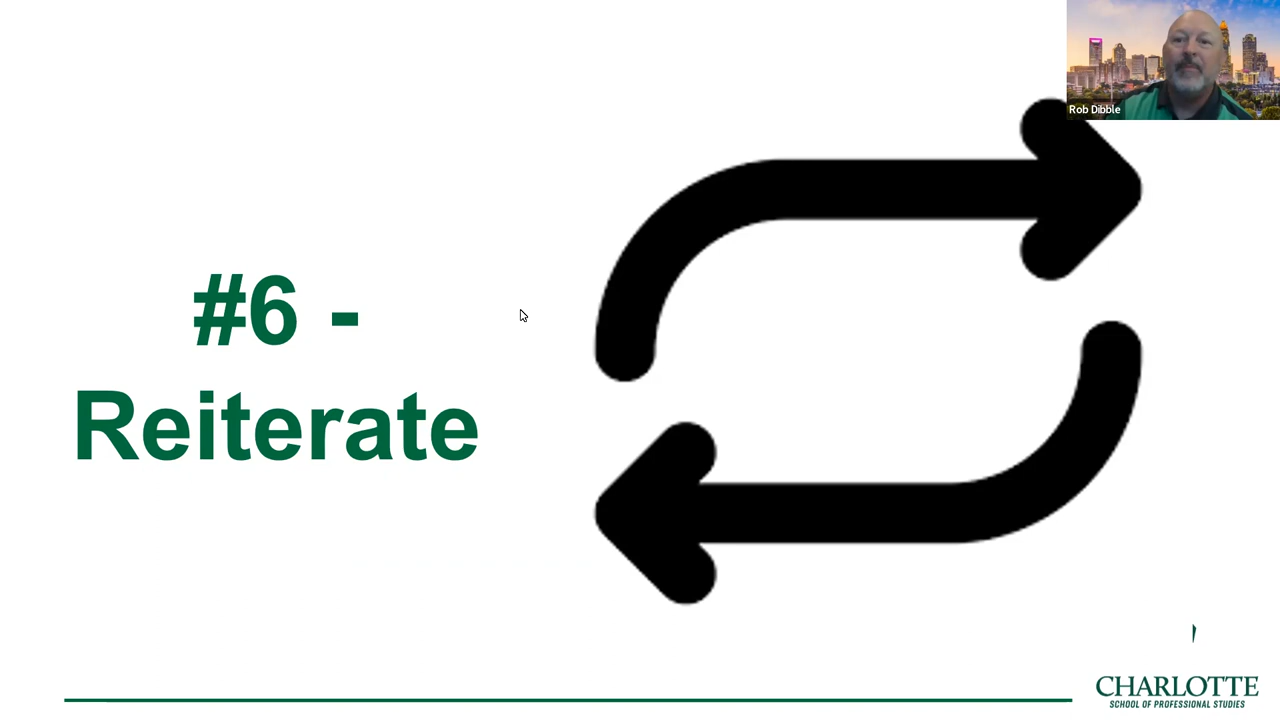 Rob Dibble
#6 -
Reiterate
CHARLOTTE
SCHOOL OF PROFESSIONAL STUDIES